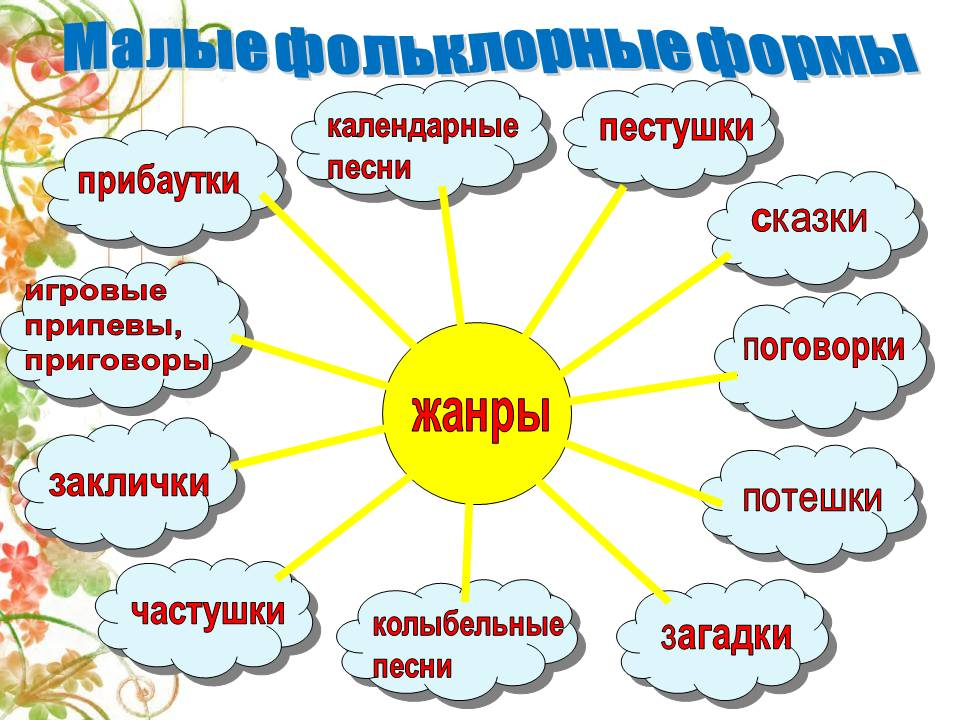 Малые фольклорные формы
календарные
песни
пестушки
прибаутки
сказки
игровые
припевы,
приговоры
поговорки
жанры
заклички
потешки
частушки
колыбельные
песни
загадки